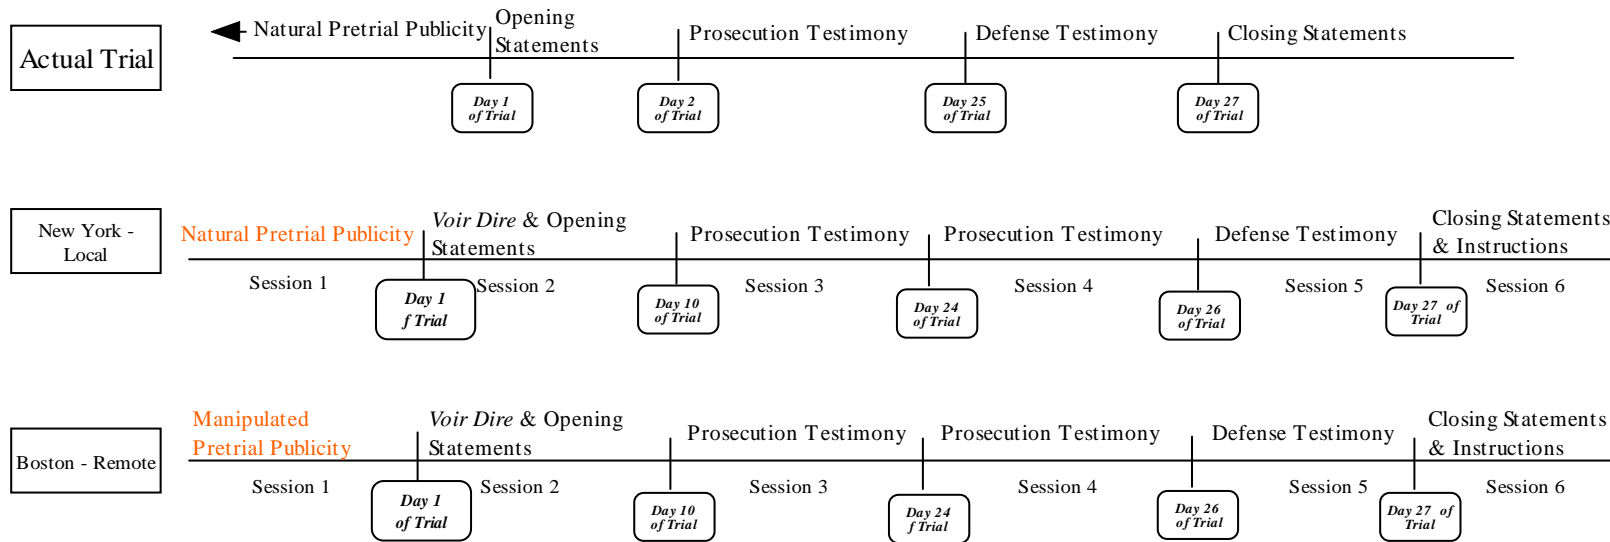 Actual Trial
Natural Pretrial Publicity
Opening
Statements
Prosecution Testimony
Defense Testimony
Closing Statements
Day 1
of Trial
Day 2
of Trial
Day 25
of Trial
Day 27
of Trial
New York -
Local
Natural Pretrial Publicity
Voir Dire & Opening
Statements
Prosecution Testimony
Prosecution Testimony
Defense Testimony
Closing Statements
& Instructions
Session 1
Session 2
Session 3
Session 4
Session 5
Session 6
Day 1
f Trial
Day 10
of Trial
Day 24
of Trial
Day 26
of Trial
Day 27 of
Trial
Boston - Remote
Manipulated
Pretrial Publicity
Voir Dire & Opening
Statements
Prosecution Testimony
Prosecution Testimony
Defense Testimony
Closing Statements
& Instructions
Session 1
Session 2
Session 3
Session 4
Session 5
Session 6
Day 1
of Trial
Day 10
of Trial
Day 24
f Trial
Day 26
of Trial
Day 27 of
Trial